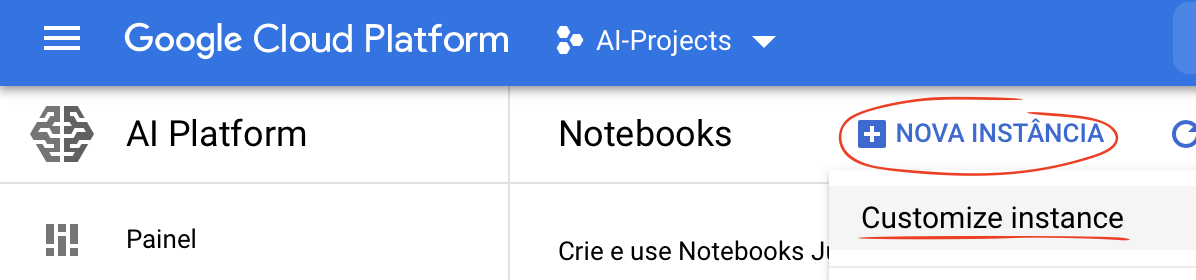 Google Cloud Platform AI-Projects
AI Platform
Notebooks
NOVA INSTÂNCIA
Customize instance
Painel
Crie e use Notebooks